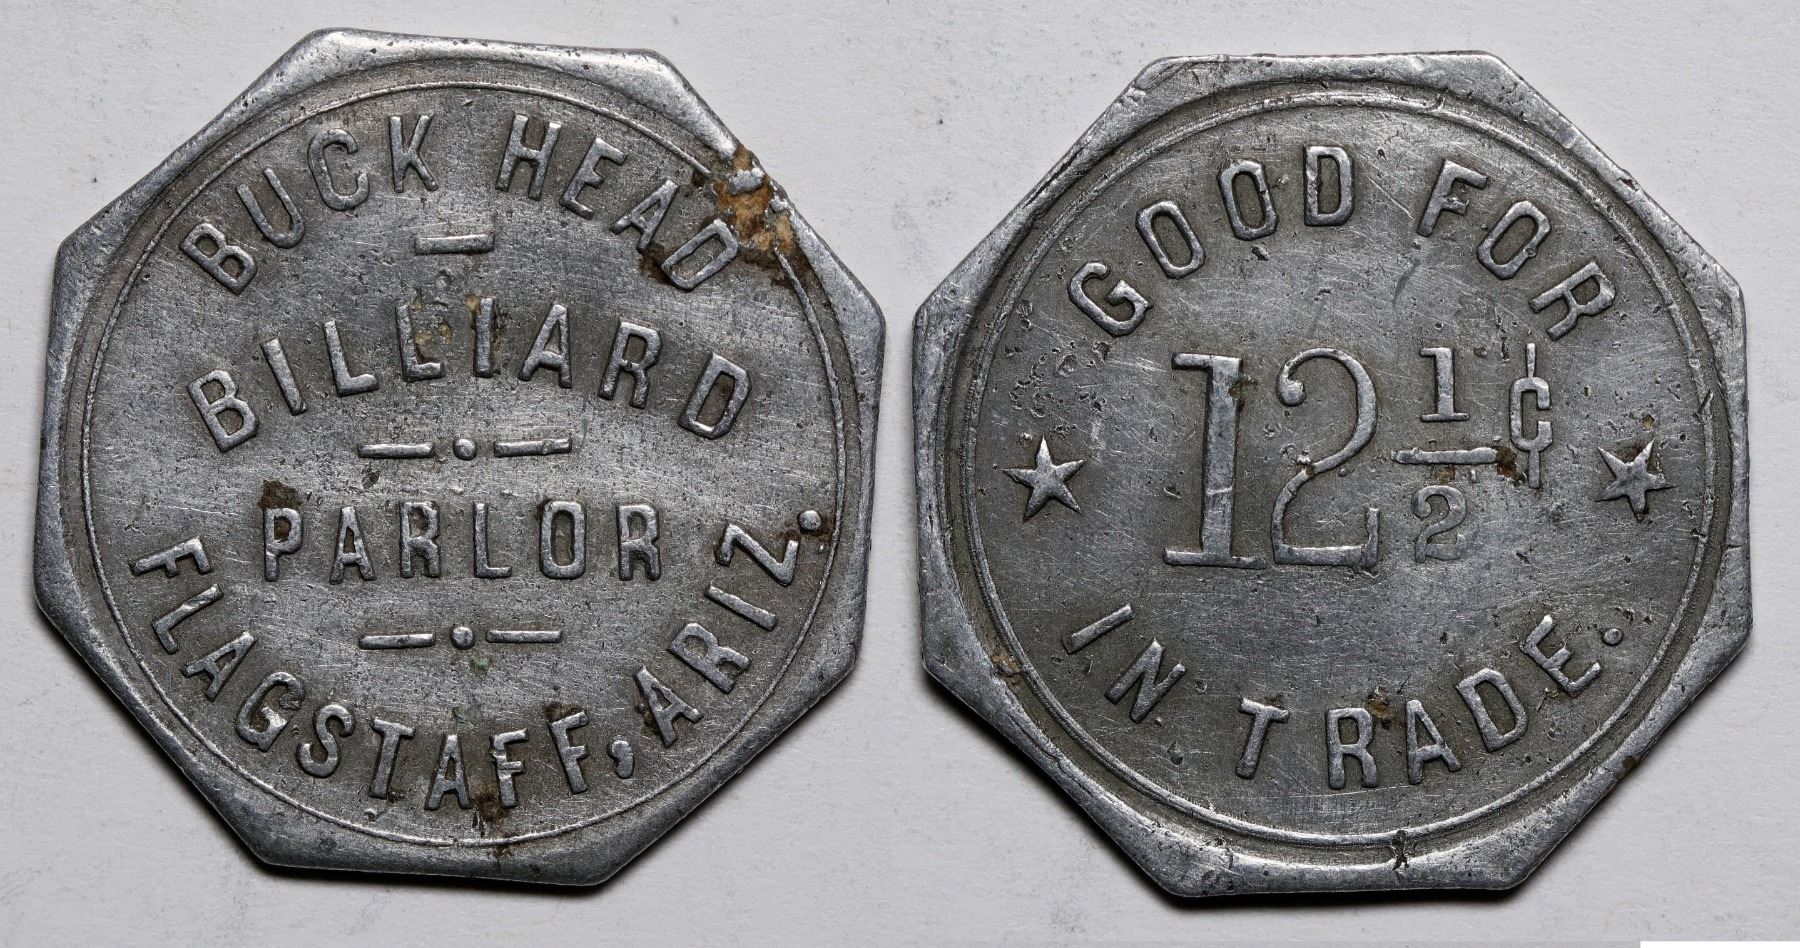 BUCK HEAD
BILLIARD
PARLOR
FLAGSTAFF, ARIZ.
GOOD FOR
12 1/2 ¢
IN TRADE.